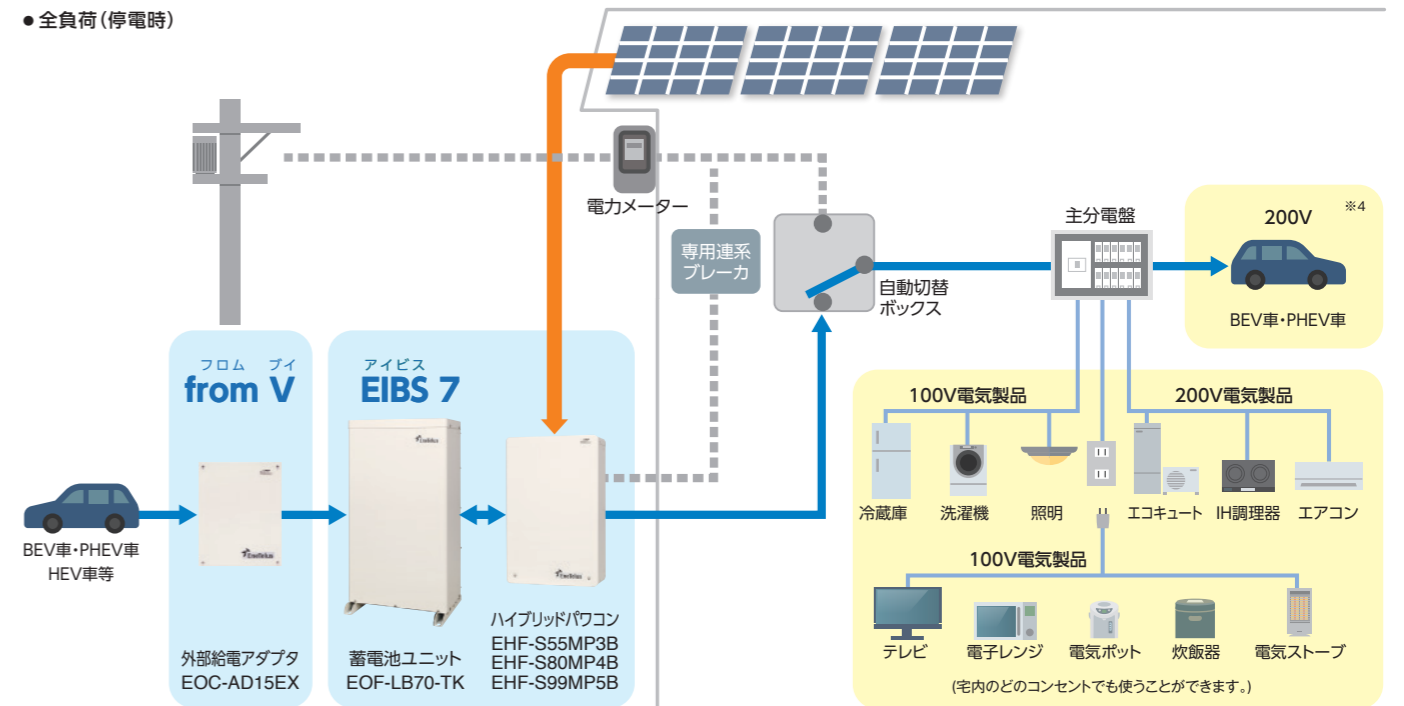 ●全負荷(停電時)
電力メーター
専用連系
ブレーカ
自動切替
ボックス
主分電盤
200V
※4
BEV車・PHEV車
フロム ブイ
from V
アイビス
EIBS 7
BEV車・PHEV車
HEV車等
外部給電アダプタ
EOC-AD15EX
蓄電池ユニット
EOF-LB70-TK
ハイブリッドパワコン
EHF-S55MP3B
EHF-S80MP4B
EHF-S99MP5B
100V電気製品
200V電気製品
冷蔵庫
洗濯機
照明
エコキュート
IH調理器
エアコン
100V電気製品
テレビ
電子レンジ
電気ポット
炊飯器
電気ストーブ
(宅内のどのコンセントでも使うことができます。)